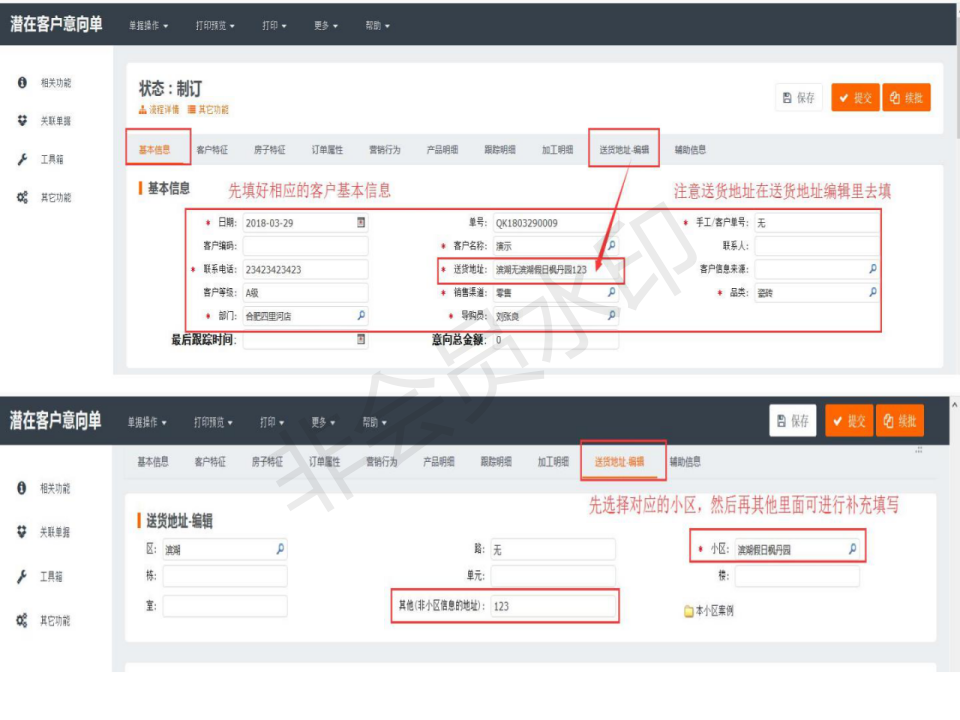 潜在客户意向单 单据操作 打印预览 打印 更多 帮助
相关功能
关联单据
工具箱
其它功能
状态：制订
流程详情 其它功能
保存 提交 续批
基本信息 客户特征 房子特征 订单属性 营销行为 产品明细 跟踪明细 加工明细 送货地址-编辑 辅助信息
基本信息 先填好相应的客户基本信息 注意送货地址在送货地址编辑里去填
* 日期: 2018-03-29 单号: QK1803290009 * 手工/客户单号: 无
客户编码: * 客户名称: 演示 联系人:
* 联系电话: 23423423423 * 送货地址: 滨湖无滨湖假日枫丹园123 客户信息来源:
客户等级: A级 * 销售渠道: 零售 * 品类: 瓷砖
* 部门: 合肥四里河店 * 导购员: 刘张良
最后跟踪时间: 意向总金额: 0
潜在客户意向单 单据操作 打印预览 打印 更多 帮助 保存 提交 续批
基本信息 客户特征 房子特征 订单属性 营销行为 产品明细 跟踪明细 加工明细 送货地址-编辑 辅助信息
相关功能
关联单据
工具箱
其它功能
先选择对应的小区，然后再其他里面可进行补充填写
送货地址-编辑
区: 滨湖 路: 无 * 小区: 滨湖假日枫丹园
栋: 单元: 楼:
室: 其他(非小区信息的地址): 123 本小区案例
非会员水印